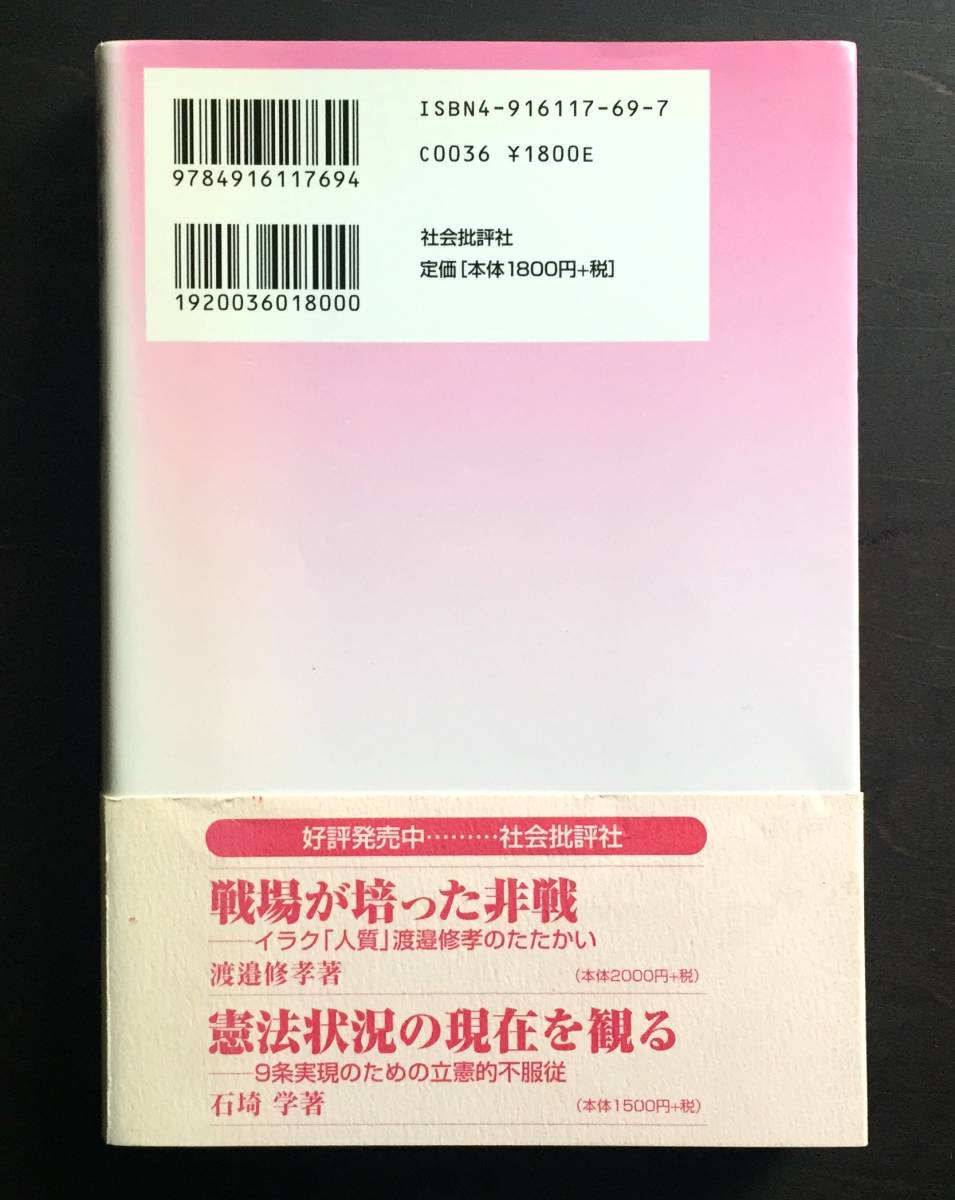 ISBN4-916117-69-7
9784916117694
C0036 ¥1800E
社会批評社
定価[本体1800円+税]
1920036018000
好評発売中………社会批評社
戦場が培った非戦
──イラク「人質」渡邉修孝のたたかい
渡邉修孝著
(本体2000円+税)
憲法状況の現在を観る
──9条実現のための立憲的不服従
石埼 学著
(本体1500円+税)